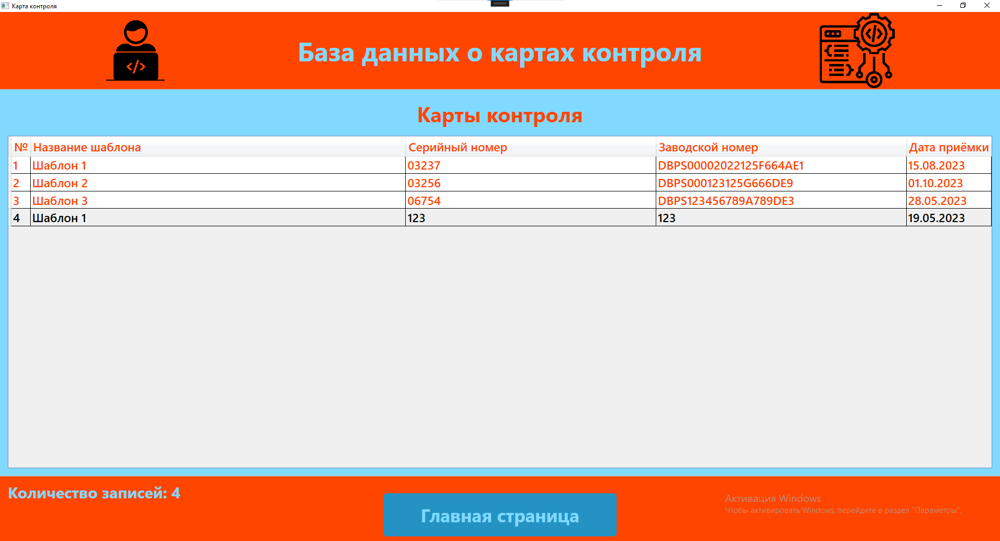 Карта контроля
База данных о картах контроля
Карты контроля
№ Название шаблона Серийный номер Заводской номер Дата приёмки
1 Шаблон 1 03237 DBPS00002022125F664AE1 15.08.2023
2 Шаблон 2 03256 DBPS000123125G666DE9 01.10.2023
3 Шаблон 3 06754 DBPS123456789A789DE3 28.05.2023
4 Шаблон 1 123 123 19.05.2023
Количество записей: 4
Главная страница
Активация Windows
Чтобы активировать Windows, перейдите в раздел "Параметры".